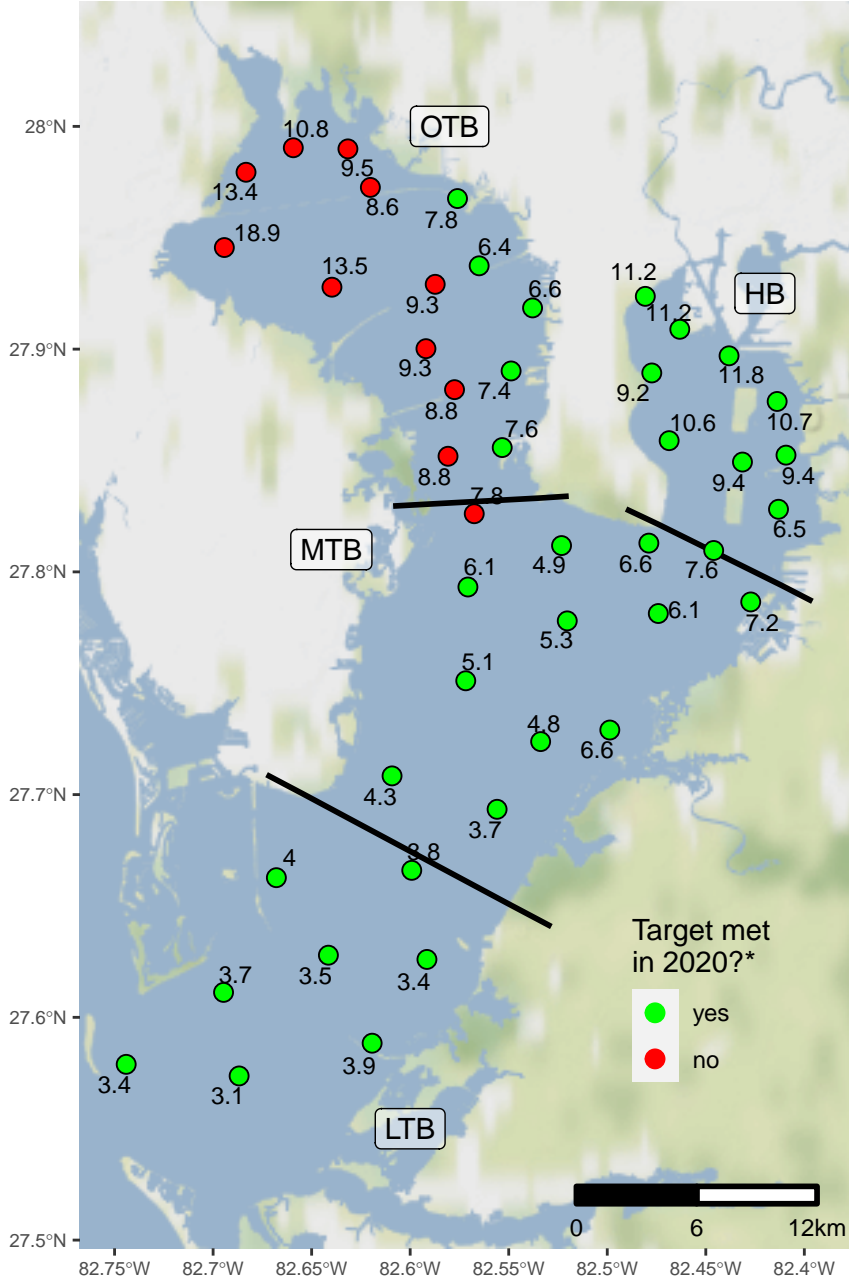 28°N
27.9°N
27.8°N
27.7°N
27.6°N
27.5°N
82.75°W 82.7°W 82.65°W 82.6°W 82.55°W 82.5°W 82.45°W 82.4°W
OTB
HB
MTB
LTB
10.8
9.5
13.4
8.6
7.8
18.9
6.4
13.5
9.3
6.6
11.2
11.2
11.8
9.3
7.4
9.2
8.8
10.7
10.6
7.6
8.8
9.4
9.4
7.8
6.5
4.9
6.6
7.6
6.1
5.3
6.1
7.2
5.1
4.8
6.6
4.3
3.7
3.8
4
3.5
3.4
3.7
3.9
3.4
3.1
Target met
in 2020?*
yes
no
0 6 12km